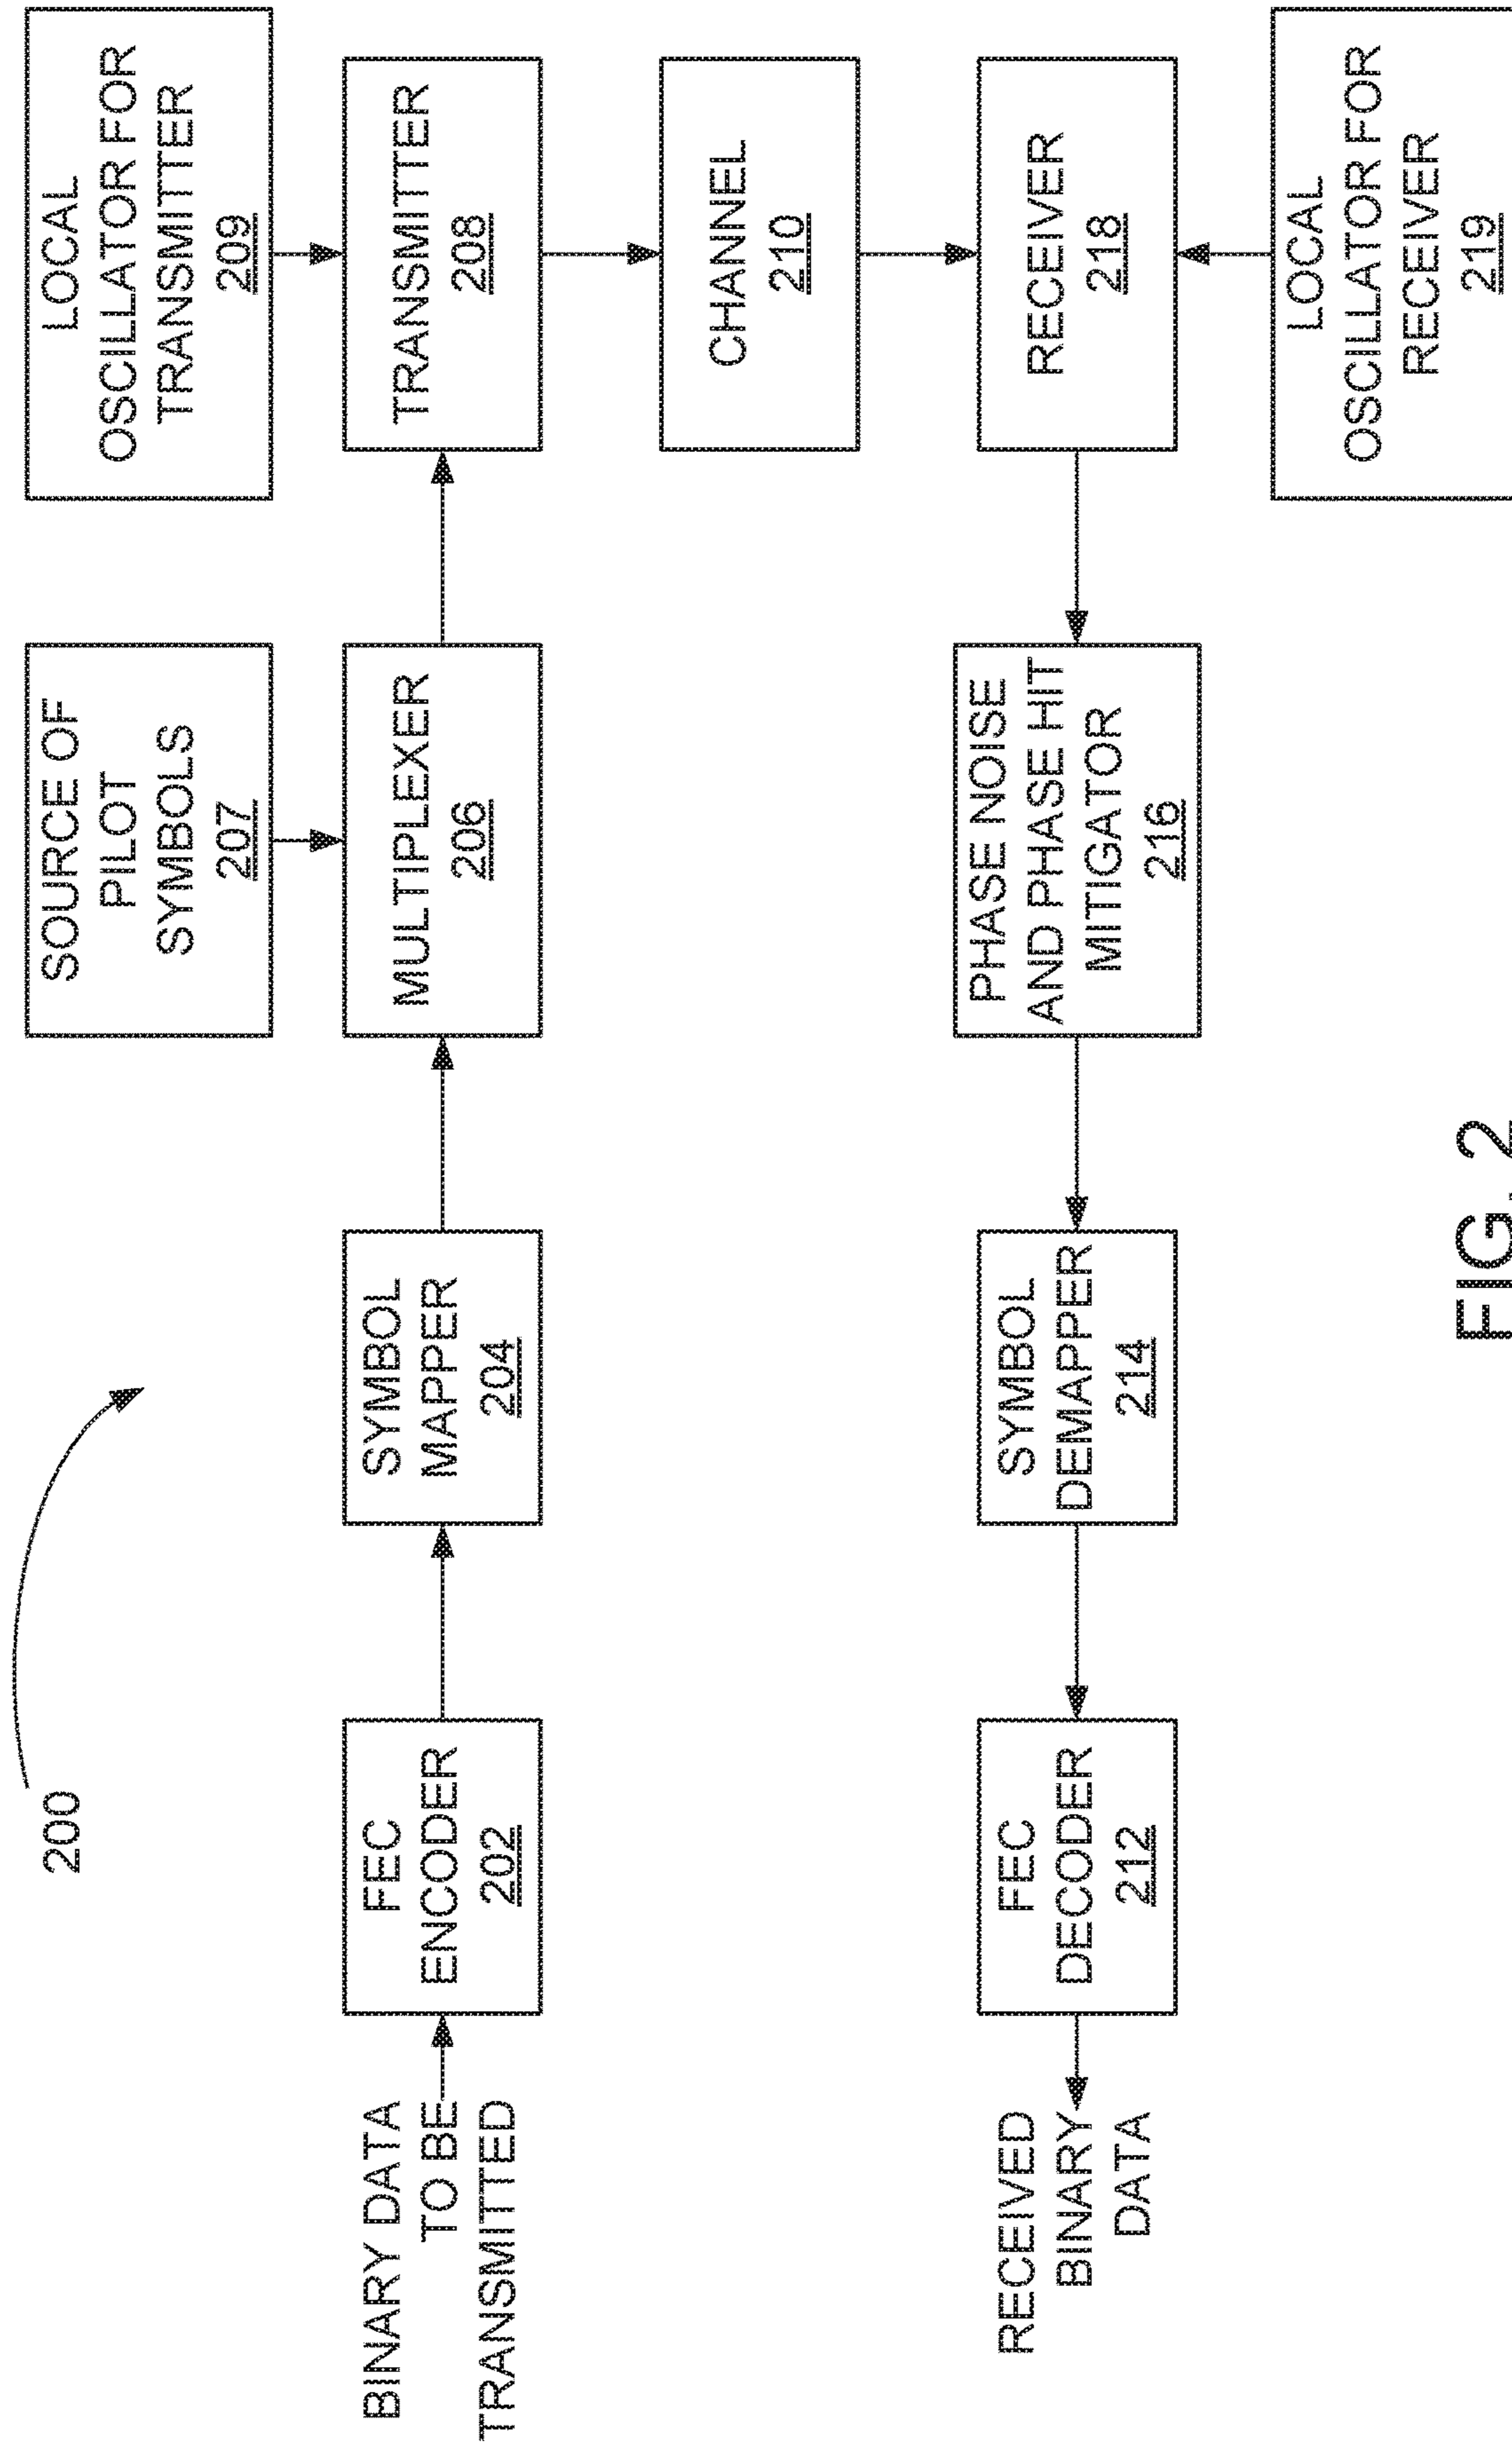 200
SOURCE OF
PILOT
SYMBOLS
207
LOCAL
OSCILLATOR FOR
TRANSMITTER
209
BINARY DATA
TO BE
TRANSMITTED
FEC
ENCODER
202
SYMBOL
MAPPER
204
MULTIPLEXER
206
TRANSMITTER
208
CHANNEL
210
RECEIVED
BINARY
DATA
FEC
DECODER
212
SYMBOL
DEMAPPER
214
PHASE NOISE
AND PHASE HIT
MITIGATOR
216
RECEIVER
218
LOCAL
OSCILLATOR FOR
RECEIVER
219
FIG. 2